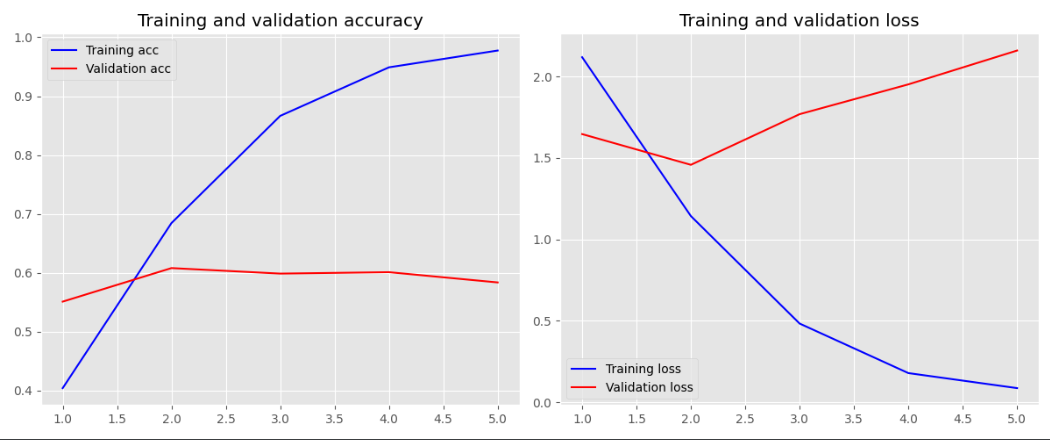 Training and validation accuracy
1.0
0.9
0.8
0.7
0.6
0.5
0.4
Training acc
Validation acc
1.0 1.5 2.0 2.5 3.0 3.5 4.0 4.5 5.0
Training and validation loss
2.0
1.5
1.0
0.5
0.0
Training loss
Validation loss
1.0 1.5 2.0 2.5 3.0 3.5 4.0 4.5 5.0